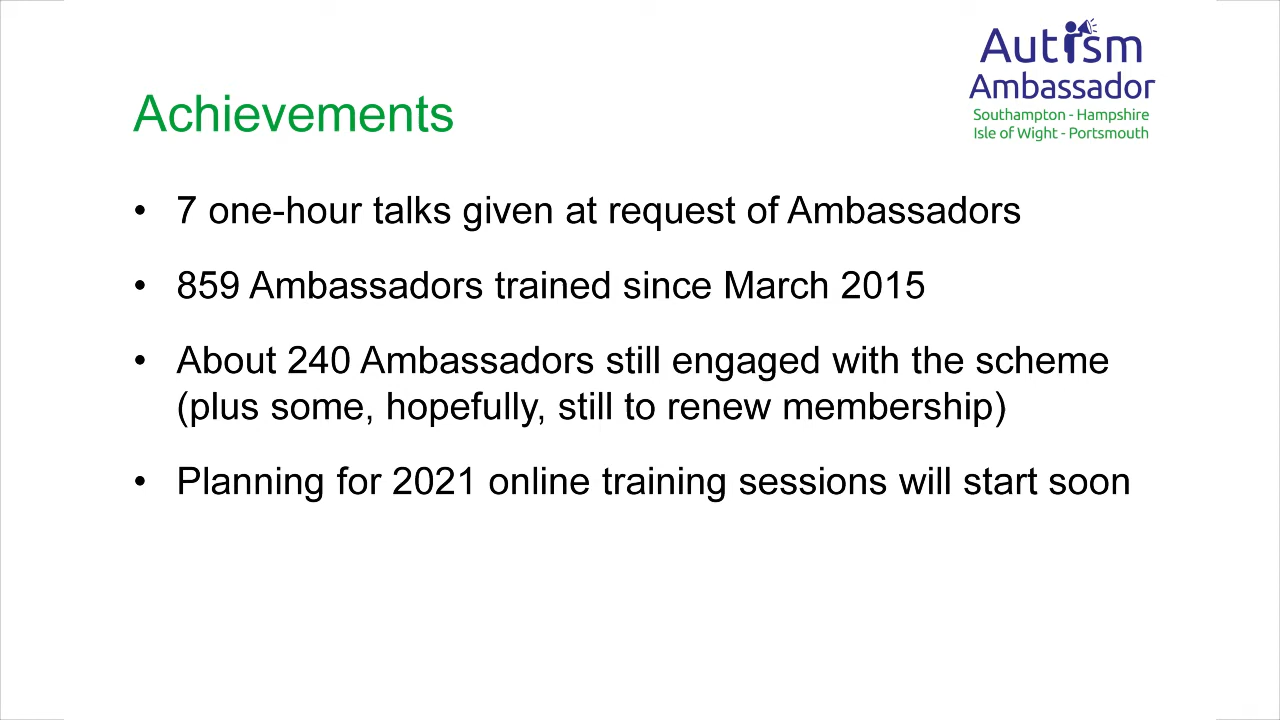 Autism
Ambassador
Southampton - Hampshire
Isle of Wight - Portsmouth
Achievements
• 7 one-hour talks given at request of Ambassadors
• 859 Ambassadors trained since March 2015
• About 240 Ambassadors still engaged with the scheme
(plus some, hopefully, still to renew membership)
• Planning for 2021 online training sessions will start soon